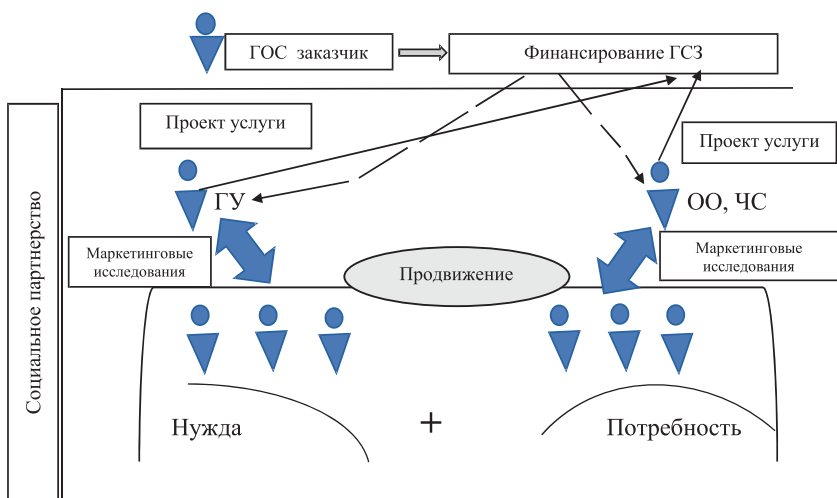 ГОС заказчик
Финансирование ГСЗ
Проект услуги
Проект услуги
ГУ
ОО, ЧС
Маркетинговые
исследования
Продвижение
Маркетинговые
исследования
Социальное партнерство
Нужда
+
Потребность